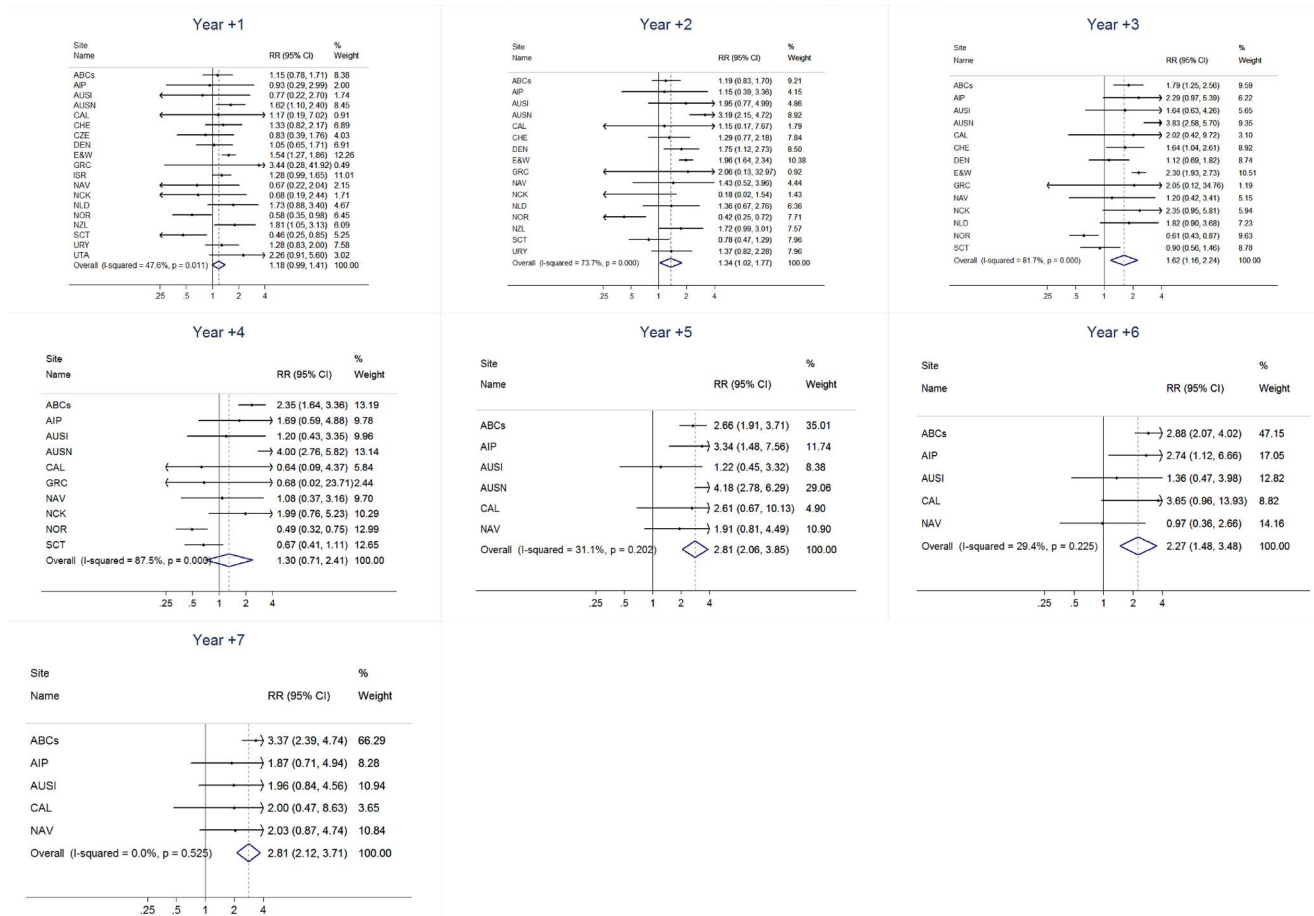 Year +1
Site %
Name RR (95% CI) Weight
ABCs 1.15 (0.78, 1.71) 8.38
AIP 0.93 (0.29, 2.99) 2.00
AUSI 0.77 (0.22, 2.70) 1.74
AUSN 1.62 (1.10, 2.40) 8.45
CAL 1.17 (0.19, 7.02) 0.91
CHE 1.33 (0.82, 2.17) 6.89
CZE 0.83 (0.39, 1.76) 4.03
DEN 1.05 (0.65, 1.71) 6.91
E&W 1.54 (1.27, 1.86) 12.26
GRC 3.44 (0.28, 41.92) 0.49
ISR 1.28 (0.99, 1.65) 11.01
NAV 0.67 (0.22, 2.04) 2.15
NCK 0.68 (0.19, 2.44) 1.71
NLD 1.73 (0.88, 3.40) 4.67
NOR 0.58 (0.35, 0.98) 6.45
NZL 1.81 (1.05, 3.13) 6.09
SCT 0.46 (0.25, 0.85) 5.25
URY 1.28 (0.83, 2.00) 7.58
UTA 2.26 (0.91, 5.60) 3.02
Overall (I-squared = 47.6%, p = 0.011) 1.18 (0.99, 1.41) 100.00
.25 .5 1 2 4
Year +2
Site %
Name RR (95% CI) Weight
ABCs 1.19 (0.83, 1.70) 9.21
AIP 1.15 (0.39, 3.36) 4.15
AUSI 1.95 (0.77, 4.99) 4.86
AUSN 3.19 (2.15, 4.72) 8.92
CAL 1.15 (0.17, 7.67) 1.79
CHE 1.29 (0.77, 2.18) 7.84
DEN 1.75 (1.12, 2.73) 8.50
E&W 1.96 (1.64, 2.34) 10.38
GRC 2.06 (0.13, 32.97) 0.92
NAV 1.43 (0.52, 3.96) 4.44
NCK 0.18 (0.02, 1.54) 1.43
NLD 1.36 (0.67, 2.76) 6.36
NOR 0.42 (0.25, 0.72) 7.71
NZL 1.72 (0.99, 3.01) 7.57
SCT 0.78 (0.47, 1.29) 7.96
URY 1.37 (0.82, 2.28) 7.96
Overall (I-squared = 73.7%, p = 0.000) 1.34 (1.02, 1.77) 100.00
.25 .5 1 2 4
Year +3
Site %
Name RR (95% CI) Weight
ABCs 1.79 (1.25, 2.56) 9.59
AIP 2.29 (0.97, 5.39) 6.22
AUSI 1.64 (0.63, 4.26) 5.65
AUSN 3.83 (2.58, 5.70) 9.35
CAL 2.02 (0.42, 9.72) 3.10
CHE 1.64 (1.04, 2.61) 8.92
DEN 1.12 (0.69, 1.82) 8.74
E&W 2.30 (1.93, 2.73) 10.51
GRC 2.05 (0.12, 34.76) 1.19
NAV 1.20 (0.42, 3.41) 5.15
NCK 2.35 (0.95, 5.81) 5.94
NLD 1.82 (0.90, 3.68) 7.23
NOR 0.61 (0.43, 0.87) 9.63
SCT 0.90 (0.56, 1.46) 8.78
Overall (I-squared = 81.7%, p = 0.000) 1.62 (1.16, 2.24) 100.00
.25 .5 1 2 4
Year +4
Site %
Name RR (95% CI) Weight
ABCs 2.35 (1.64, 3.36) 13.19
AIP 1.69 (0.59, 4.88) 9.78
AUSI 1.20 (0.43, 3.35) 9.96
AUSN 4.00 (2.76, 5.82) 13.14
CAL 0.64 (0.09, 4.37) 5.84
GRC 0.68 (0.02, 23.71) 2.44
NAV 1.08 (0.37, 3.16) 9.70
NCK 1.99 (0.76, 5.23) 10.29
NOR 0.49 (0.32, 0.75) 12.99
SCT 0.67 (0.41, 1.11) 12.65
Overall (I-squared = 87.5%, p = 0.000) 1.30 (0.71, 2.41) 100.00
.25 .5 1 2 4
Year +5
Site %
Name RR (95% CI) Weight
ABCs 2.66 (1.91, 3.71) 35.01
AIP 3.34 (1.48, 7.56) 11.74
AUSI 1.22 (0.45, 3.32) 8.38
AUSN 4.18 (2.78, 6.29) 29.06
CAL 2.61 (0.67, 10.13) 4.90
NAV 1.91 (0.81, 4.49) 10.90
Overall (I-squared = 31.1%, p = 0.202) 2.81 (2.06, 3.85) 100.00
.25 .5 1 2 4
Year +6
Site %
Name RR (95% CI) Weight
ABCs 2.88 (2.07, 4.02) 47.15
AIP 2.74 (1.12, 6.66) 17.05
AUSI 1.36 (0.47, 3.98) 12.82
CAL 3.65 (0.96, 13.93) 8.82
NAV 0.97 (0.36, 2.66) 14.16
Overall (I-squared = 29.4%, p = 0.225) 2.27 (1.48, 3.48) 100.00
.25 .5 1 2 4
Year +7
Site %
Name RR (95% CI) Weight
ABCs 3.37 (2.39, 4.74) 66.29
AIP 1.87 (0.71, 4.94) 8.28
AUSI 1.96 (0.84, 4.56) 10.94
CAL 2.00 (0.47, 8.63) 3.65
NAV 2.03 (0.87, 4.74) 10.84
Overall (I-squared = 0.0%, p = 0.525) 2.81 (2.12, 3.71) 100.00
.25 .5 1 2 4